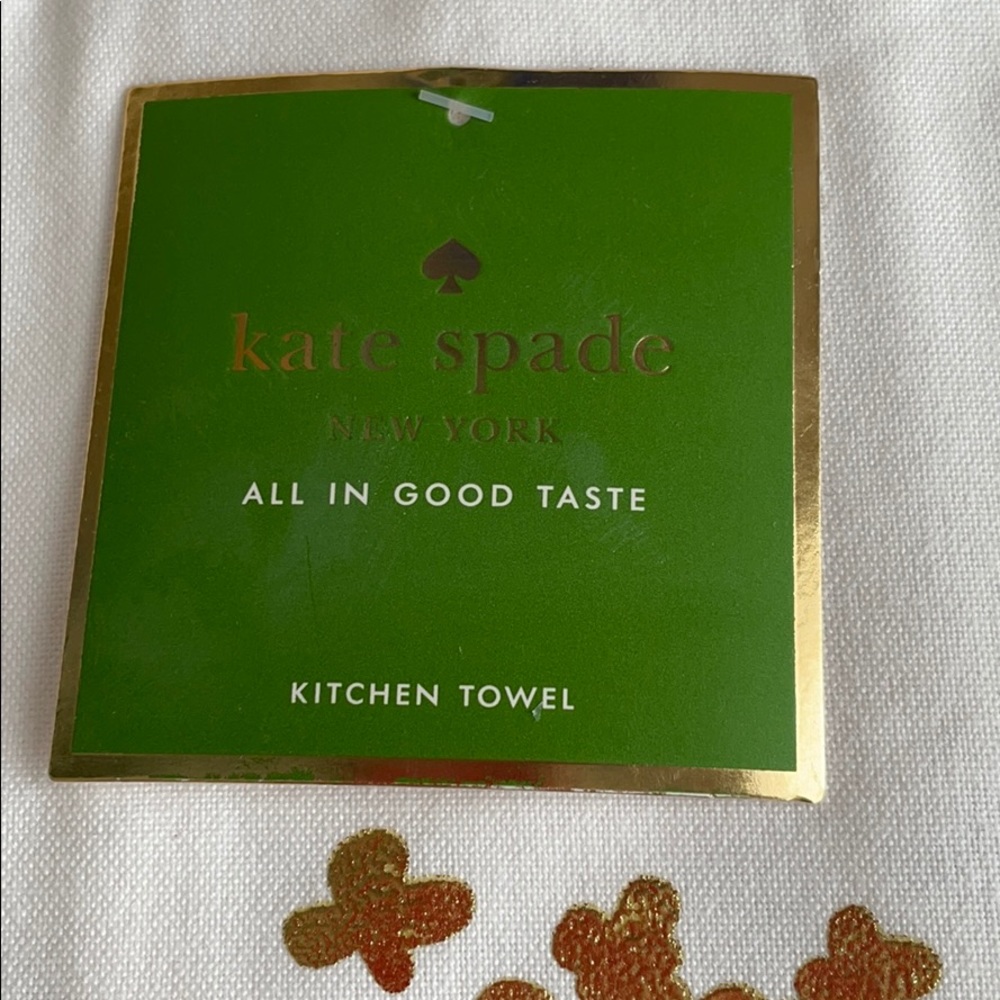 kate spade
NEW YORK
ALL IN GOOD TASTE
KITCHEN TOWEL